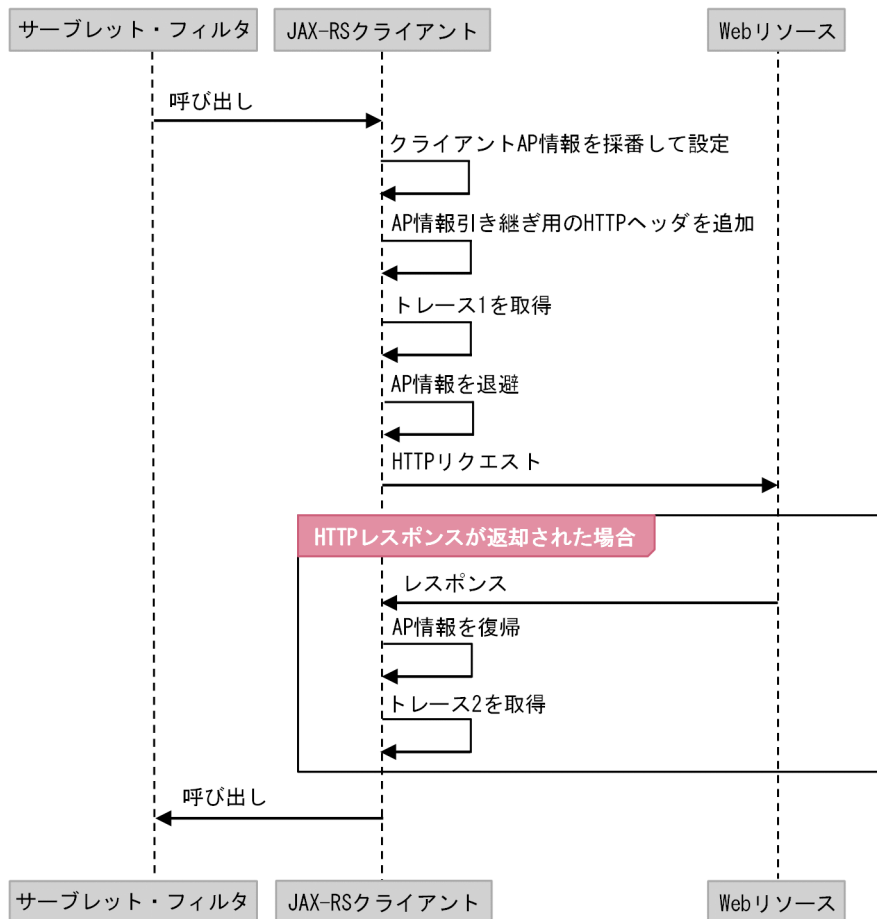 サーブレット・フィルタ
JAX-RSクライアント
Webリソース
呼び出し
クライアントAP情報を採番して設定
AP情報引き継ぎ用のHTTPヘッダを追加
トレース1を取得
AP情報を退避
HTTPリクエスト
HTTPレスポンスが返却された場合
レスポンス
AP情報を復帰
トレース2を取得
呼び出し
サーブレット・フィルタ
JAX-RSクライアント
Webリソース